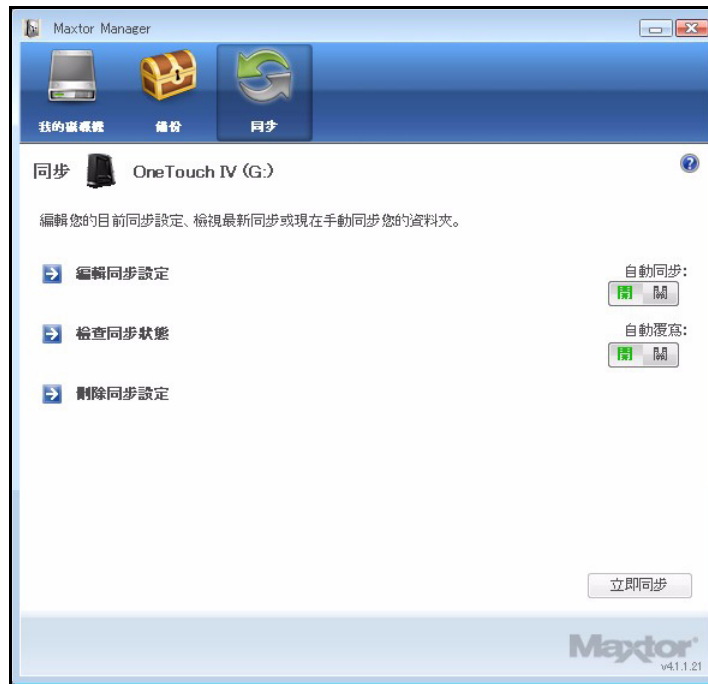 Maxtor Manager
我的磁碟機 備份 同步
同步 OneTouch IV (G:)
編輯您的目前同步設定、檢視最新同步或現在手動同步您的資料夾。
編輯同步設定
自動同步:
開 關
檢查同步狀態
自動覆寫:
開 關
刪除同步設定
立即同步
Maxtor
v4.1.1.21